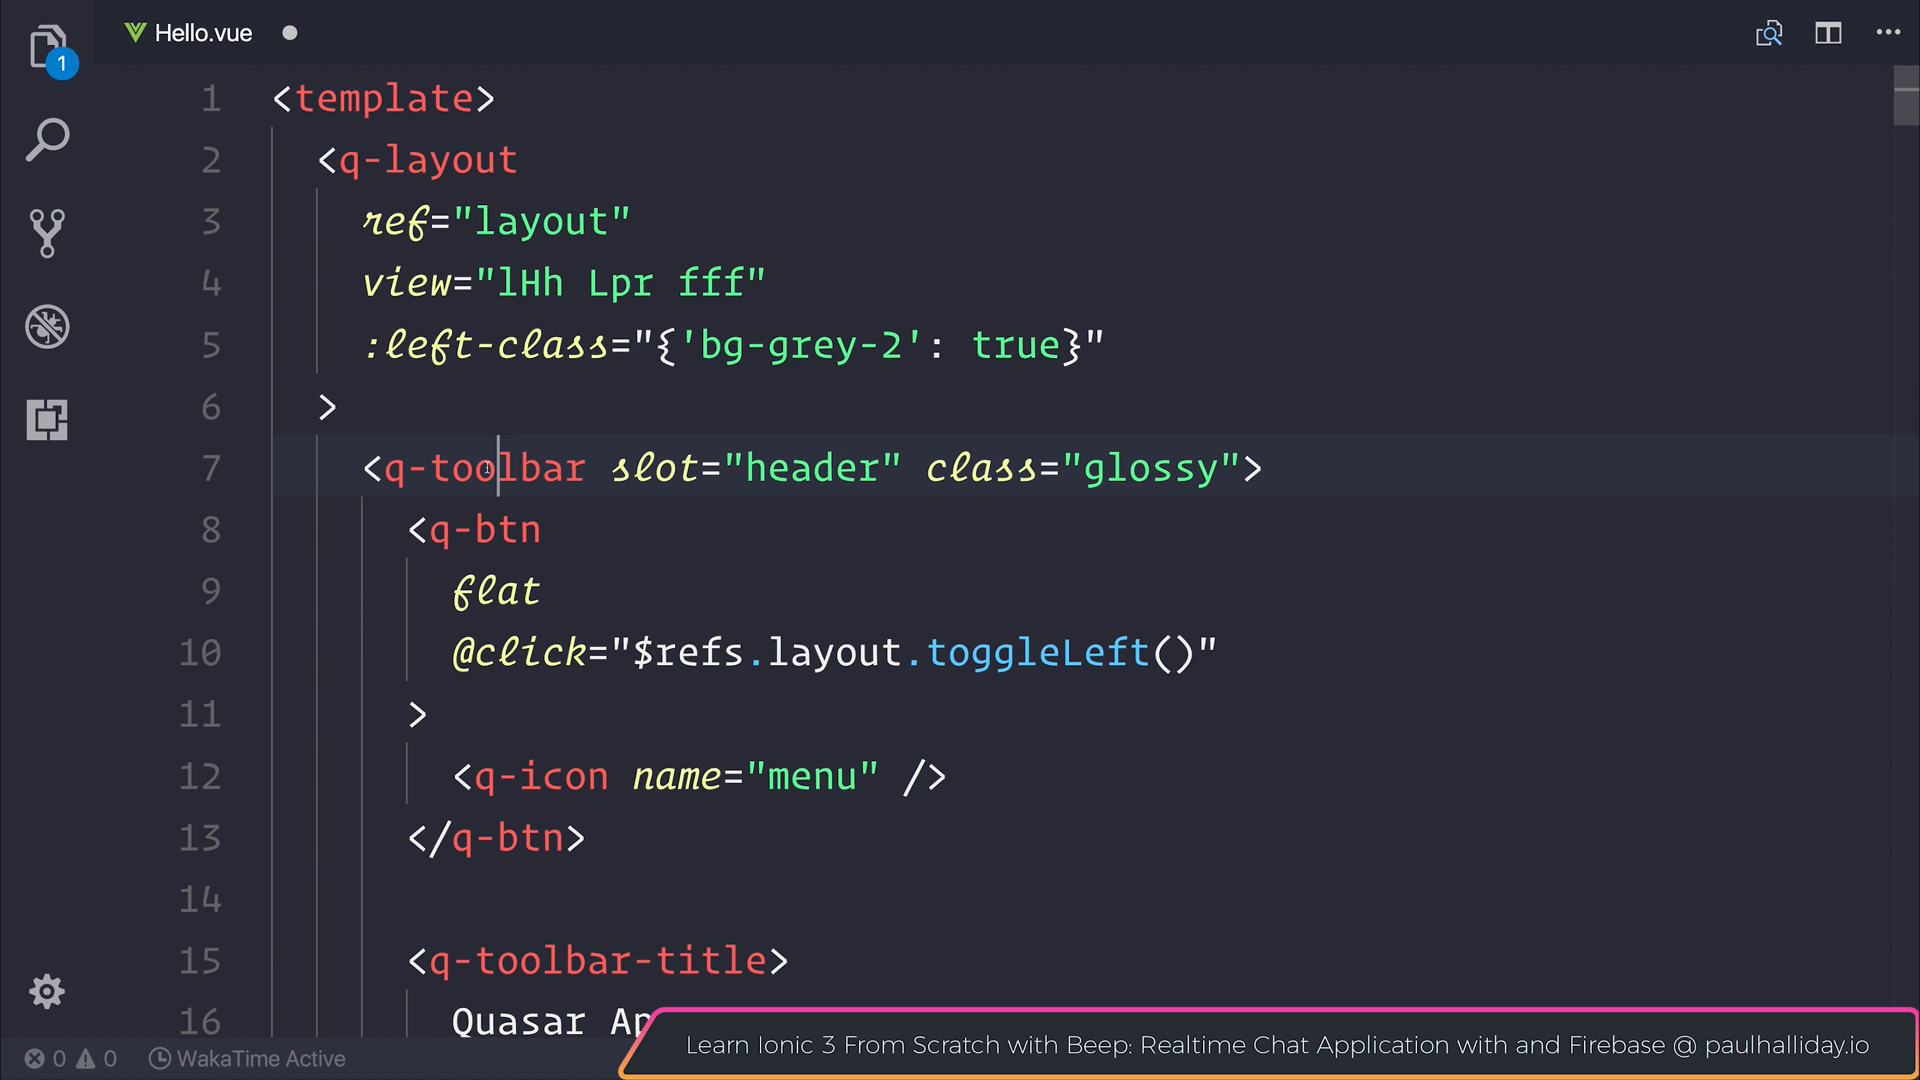 Hello.vue
1
1 <template>
2 <q-layout
3 ref="layout"
4 view="lHh Lpr fff"
5 :left-class="{'bg-grey-2': true}"
6 >
7 <q-toolbar slot="header" class="glossy">
8 <q-btn
9 flat
10 @click="$refs.layout.toggleLeft()"
11 >
12 <q-icon name="menu" />
13 </q-btn>
14
15 <q-toolbar-title>
16 Quasar Ap
0 0 WakaTime Active
Learn Ionic 3 From Scratch with Beep: Realtime Chat Application with and Firebase @ paulhalliday.io